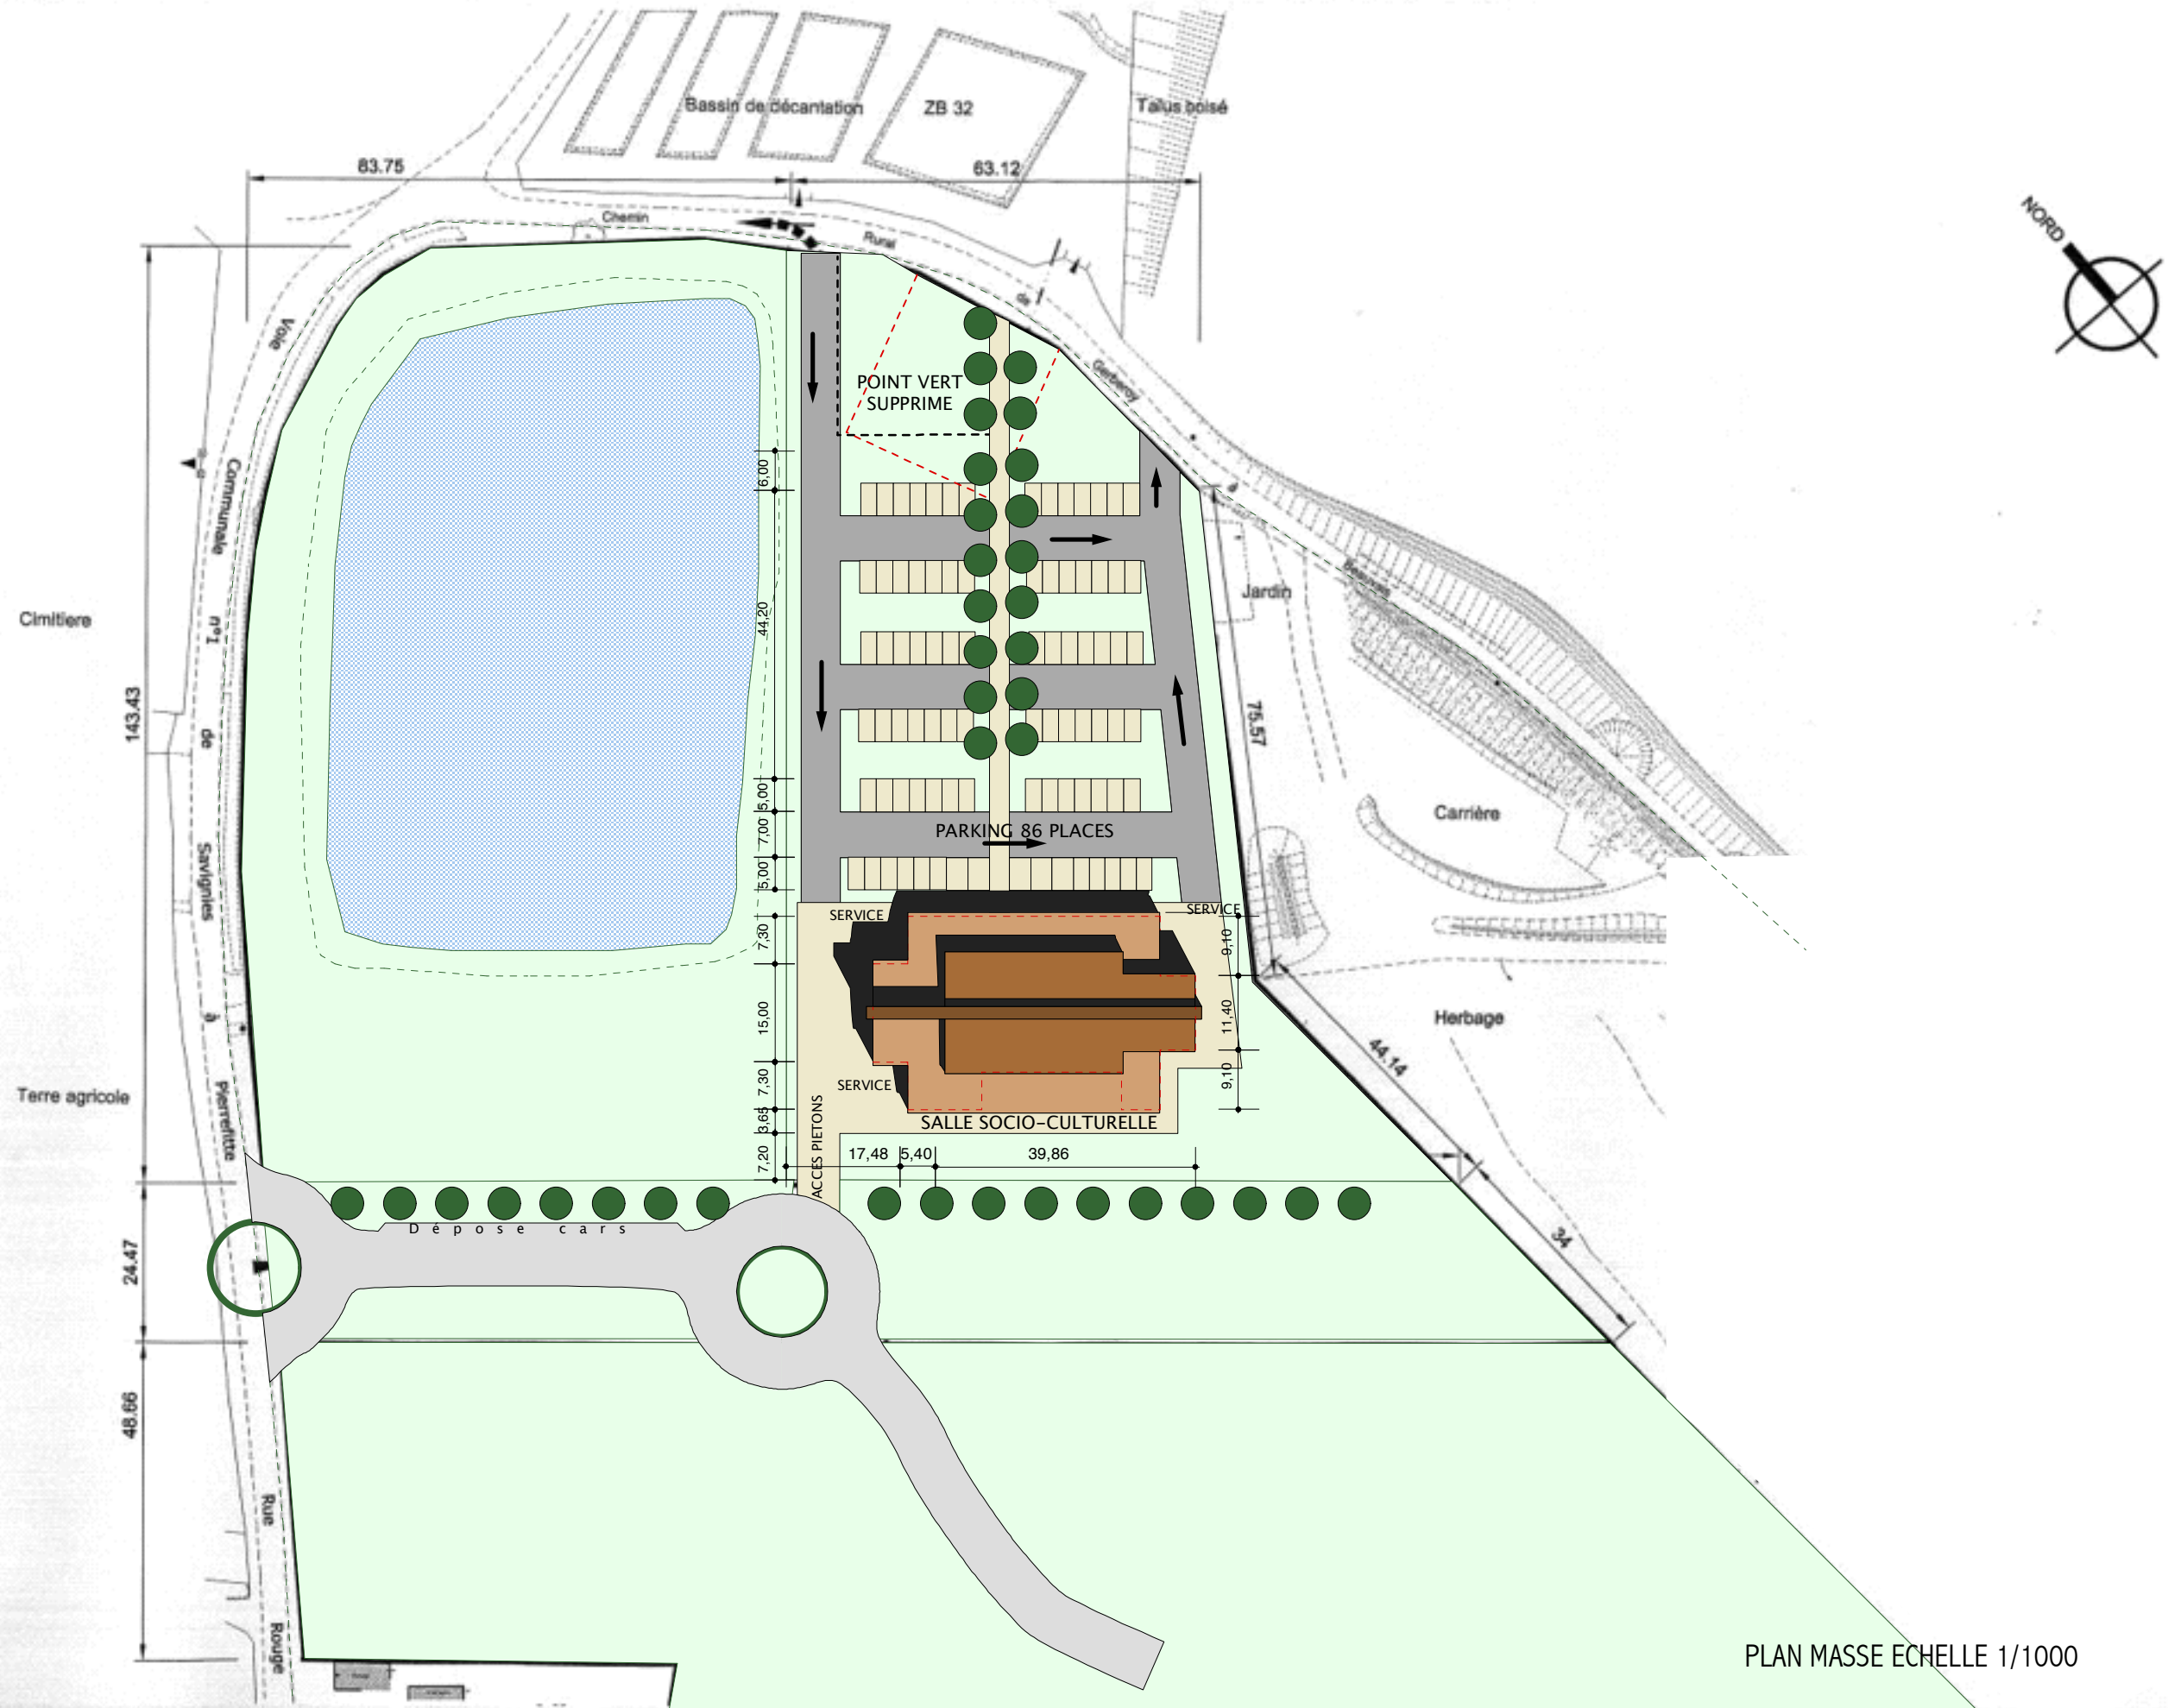 Bassin de décantation
ZB 32
Talus boisé
83.75
63.12
NORD
Chemin
Rural
de
Gerberoy
à
Beauvais
Voie
Communale
n°1
de
Savignies
à
Pierrefitte
Rue
Rouge
POINT VERT
SUPPRIME
6,00
44,20
5,00
7,00
5,00
7,30
15,00
7,30
3,65
7,20
143.43
24.47
48.66
Cimitiere
Terre agricole
Jardin
75.57
Carrière
Herbage
44.14
34
PARKING 86 PLACES
SERVICE
SERVICE
SERVICE
9,10
11,40
9,10
ACCES PIETONS
SALLE SOCIO-CULTURELLE
17,48
5,40
39,86
Dépose cars
PLAN MASSE ECHELLE 1/1000